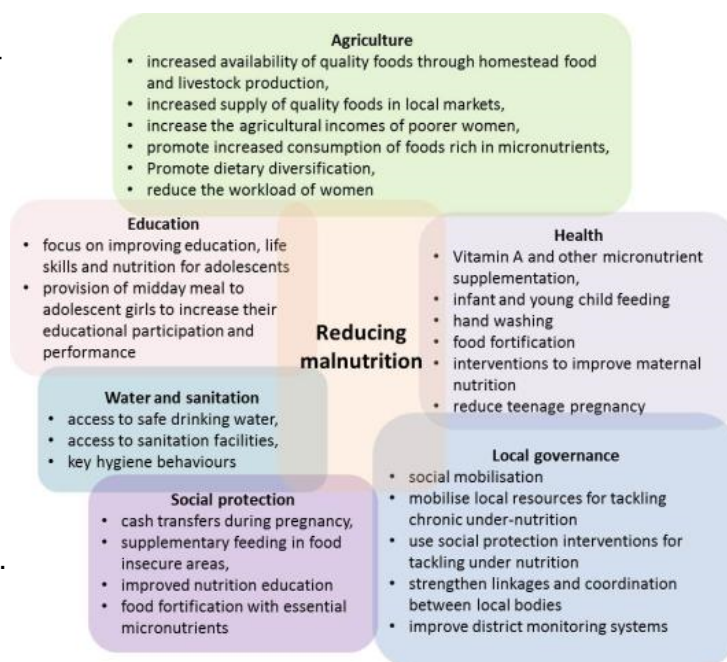 Agriculture
• increased availability of quality foods through homestead food
and livestock production,
• increased supply of quality foods in local markets,
• increase the agricultural incomes of poorer women,
• promote increased consumption of foods rich in micronutrients,
• Promote dietary diversification,
• reduce the workload of women
Education
• focus on improving education, life
skills and nutrition for adolescents
• provision of midday meal to
adolescent girls to increase their
educational participation and
performance
Health
• Vitamin A and other micronutrient
supplementation,
• infant and young child feeding
• hand washing
• food fortification
• interventions to improve maternal
nutrition
• reduce teenage pregnancy
Reducing
malnutrition
Water and sanitation
• access to safe drinking water,
• access to sanitation facilities,
• key hygiene behaviours
Local governance
• social mobilisation
• mobilise local resources for tackling
chronic under-nutrition
• use social protection interventions for
tackling under nutrition
• strengthen linkages and coordination
between local bodies
• improve district monitoring systems
Social protection
• cash transfers during pregnancy,
• supplementary feeding in food
insecure areas,
• improved nutrition education
• food fortification with essential
micronutrients